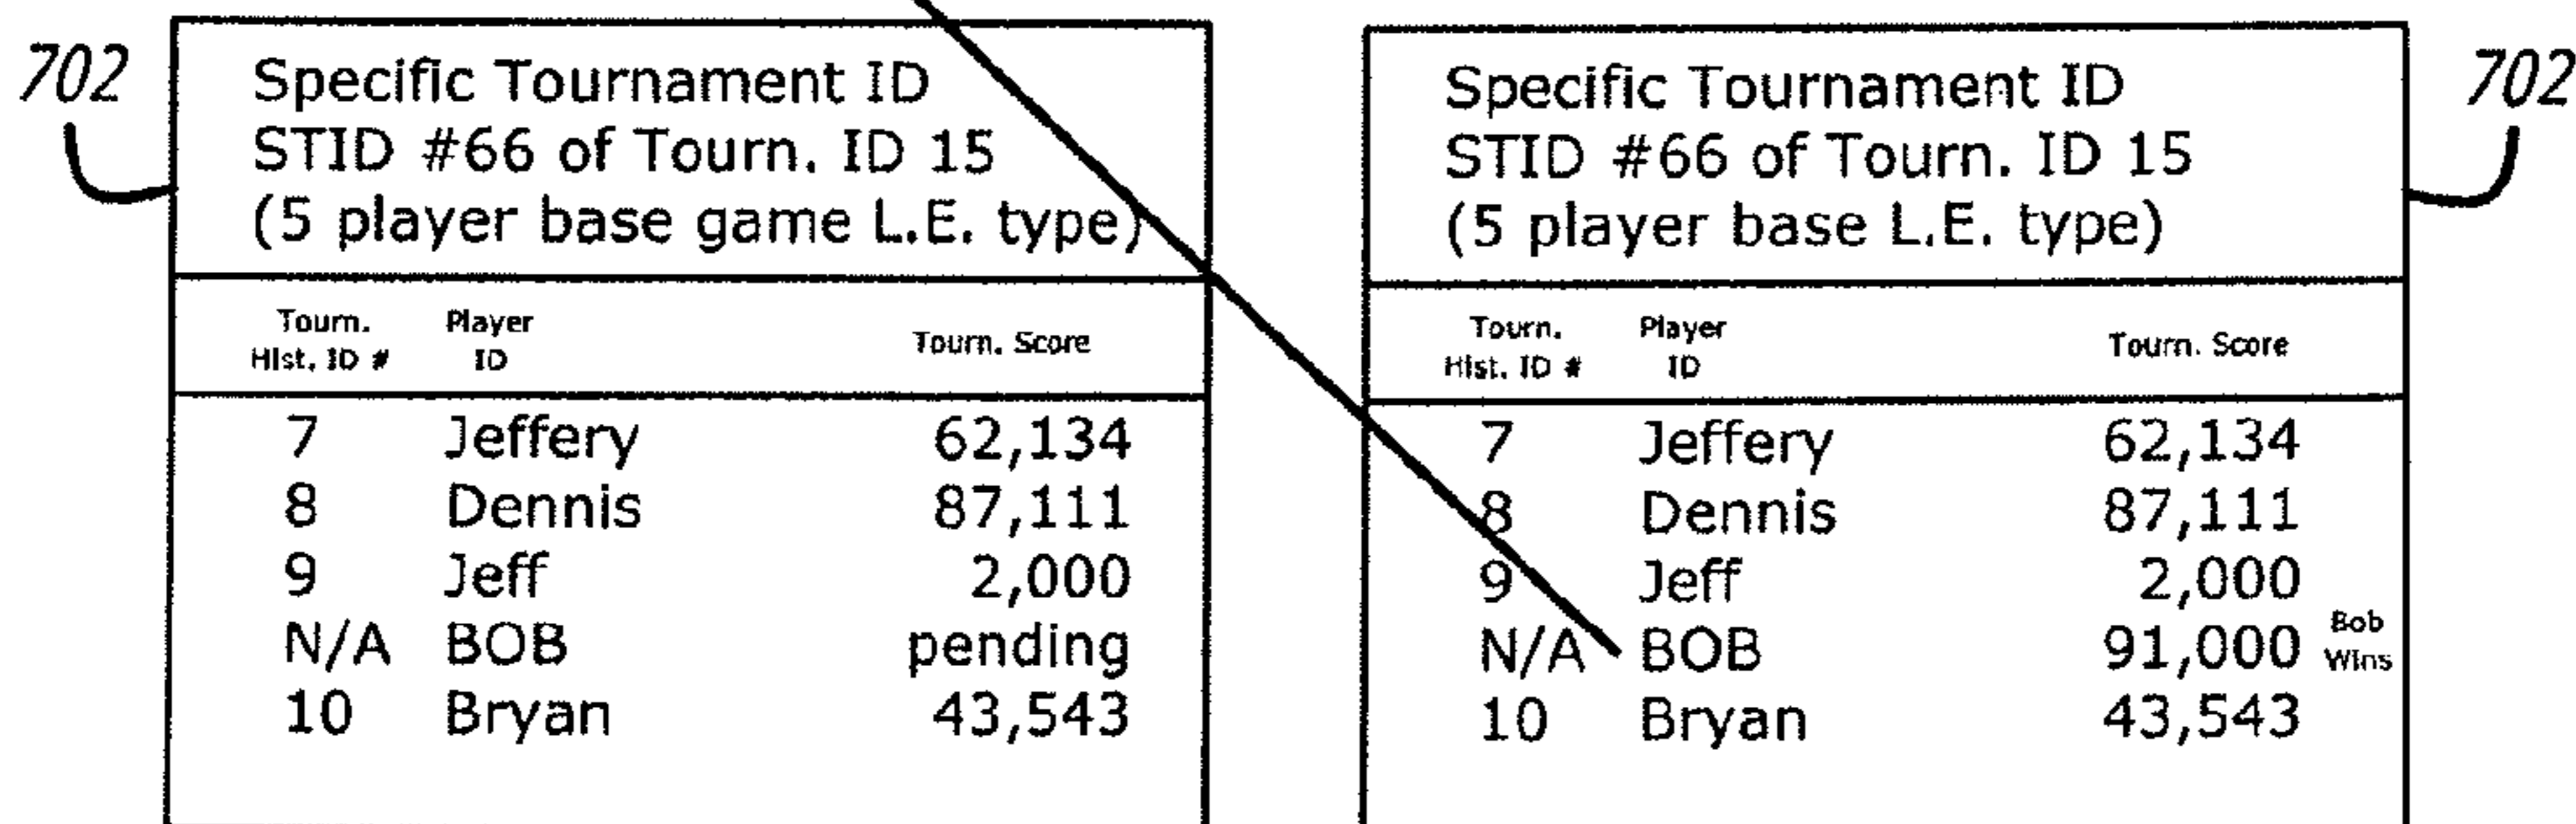 702
Specific Tournament ID
STID #66 of Tourn. ID 15
(5 player base game L.E. type)
Tourn. Hist. ID # Player ID Tourn. Score
7 Jeffery 62,134
8 Dennis 87,111
9 Jeff 2,000
N/A BOB pending
10 Bryan 43,543
702
Specific Tournament ID
STID #66 of Tourn. ID 15
(5 player base L.E. type)
Tourn. Hist. ID # Player ID Tourn. Score
7 Jeffery 62,134
8 Dennis 87,111
9 Jeff 2,000
N/A BOB 91,000 Bob Wins
10 Bryan 43,543